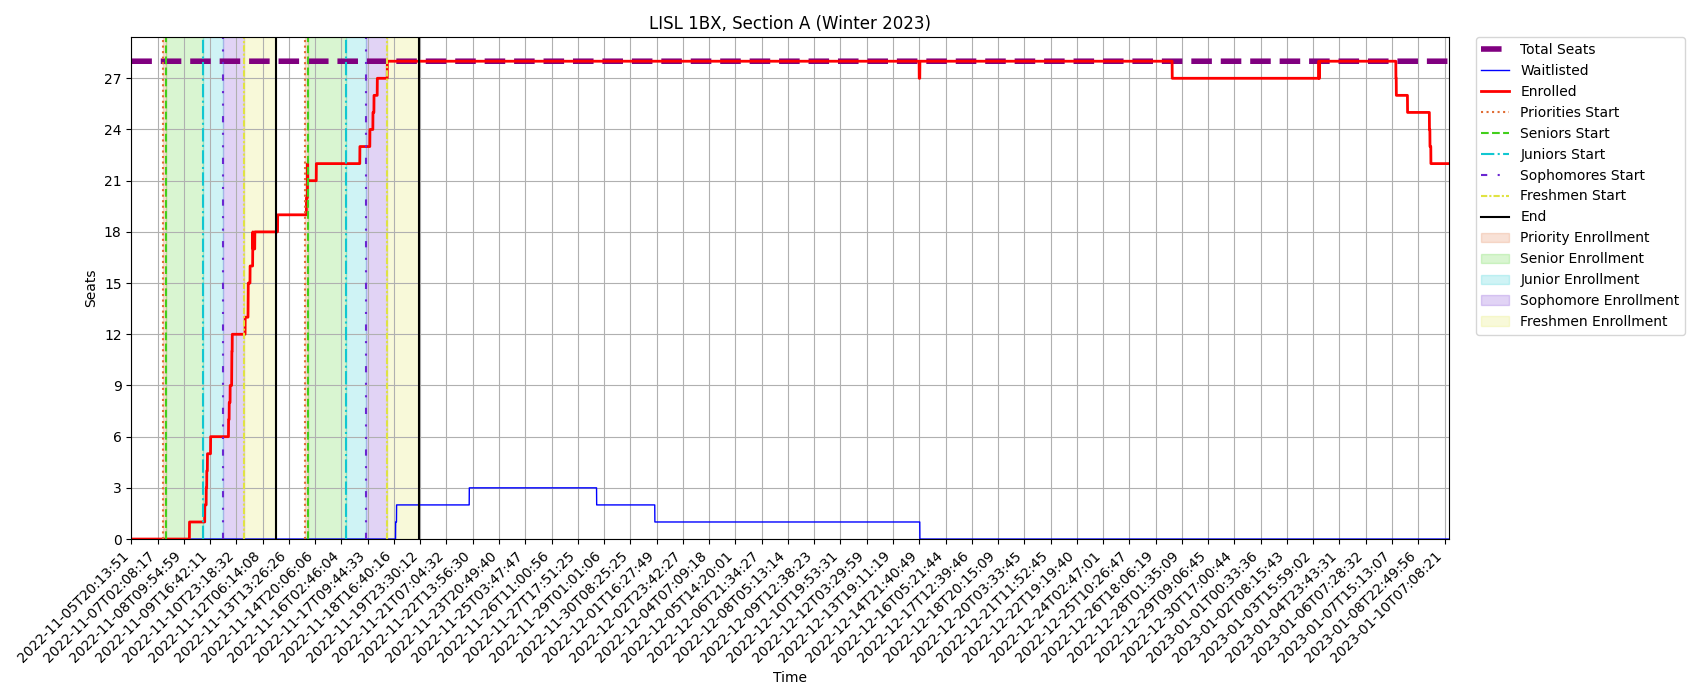 LISL 1BX, Section A (Winter 2023)
Total Seats
Waitlisted
Enrolled
Priorities Start
Seniors Start
Juniors Start
Sophomores Start
Freshmen Start
End
Priority Enrollment
Senior Enrollment
Junior Enrollment
Sophomore Enrollment
Freshmen Enrollment
Seats
27
24
21
18
15
12
9
6
3
0
2022-11-05T20:13:51
2022-11-07T02:08:17
2022-11-08T09:54:59
2022-11-09T16:42:11
2022-11-10T23:18:32
2022-11-12T06:14:08
2022-11-13T13:26:26
2022-11-14T20:06:06
2022-11-16T02:46:04
2022-11-17T09:44:33
2022-11-18T16:40:16
2022-11-19T23:30:12
2022-11-21T07:04:32
2022-11-22T13:56:30
2022-11-23T20:49:40
2022-11-25T03:47:47
2022-11-26T11:00:56
2022-11-27T17:51:25
2022-11-29T01:01:06
2022-11-30T08:25:25
2022-12-01T16:27:49
2022-12-02T23:42:27
2022-12-04T07:09:18
2022-12-05T14:20:01
2022-12-06T21:34:27
2022-12-08T05:13:14
2022-12-09T12:38:23
2022-12-10T19:53:31
2022-12-12T03:29:59
2022-12-13T19:11:19
2022-12-14T21:40:49
2022-12-16T05:21:44
2022-12-17T12:39:46
2022-12-18T20:15:09
2022-12-20T03:33:45
2022-12-21T11:52:45
2022-12-22T19:19:40
2022-12-24T02:47:01
2022-12-25T10:26:47
2022-12-26T18:06:19
2022-12-28T01:35:09
2022-12-29T09:06:45
2022-12-30T17:00:44
2023-01-01T00:33:36
2023-01-02T08:15:43
2023-01-03T15:59:02
2023-01-04T23:43:31
2023-01-06T07:28:32
2023-01-07T15:13:07
2023-01-08T22:49:56
2023-01-10T07:08:21
Time